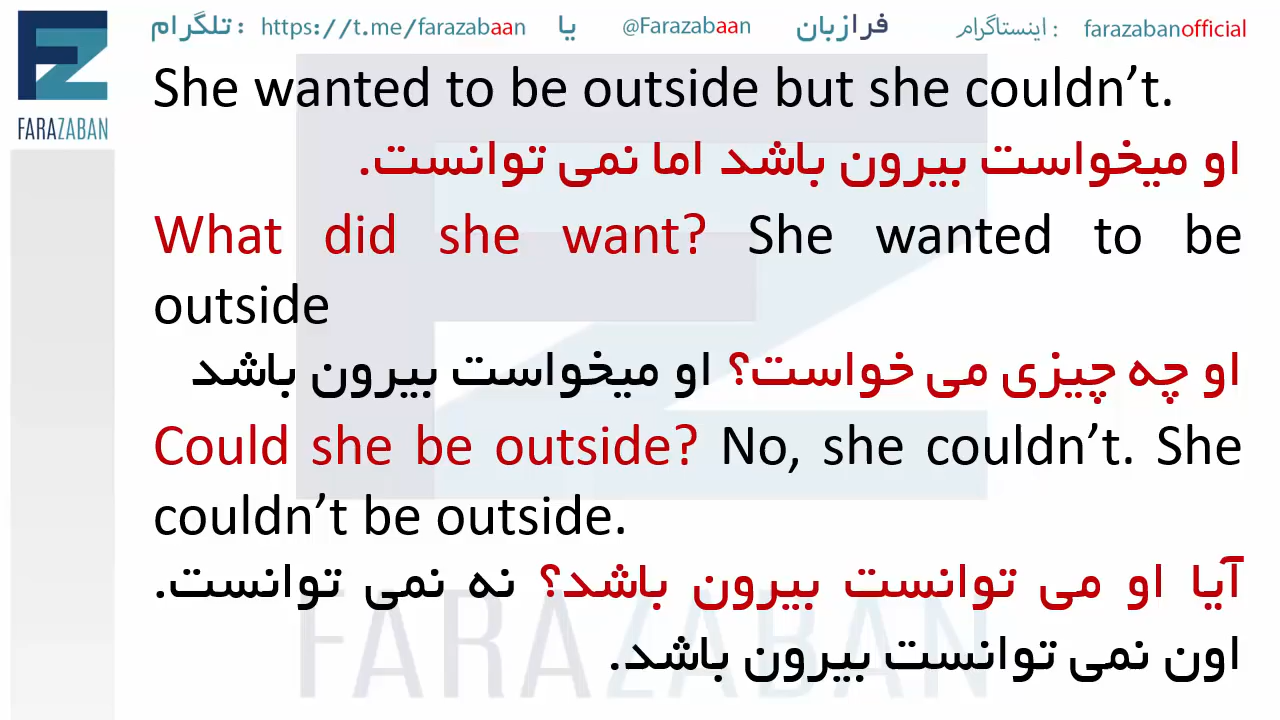 تلگرام : https://t.me/farazabaan یا @Farazabaan فرازبان اینستاگرام : farazabanofficial
FARAZABAN
She wanted to be outside but she couldn’t.
او میخواست بیرون باشد اما نمی توانست.
What did she want? She wanted to be
outside
او چه چیزی می خواست؟ او میخواست بیرون باشد
Could she be outside? No, she couldn’t. She
couldn’t be outside.
آیا او می توانست بیرون باشد؟ نه نمی توانست.
اون نمی توانست بیرون باشد.
FARAZABAN